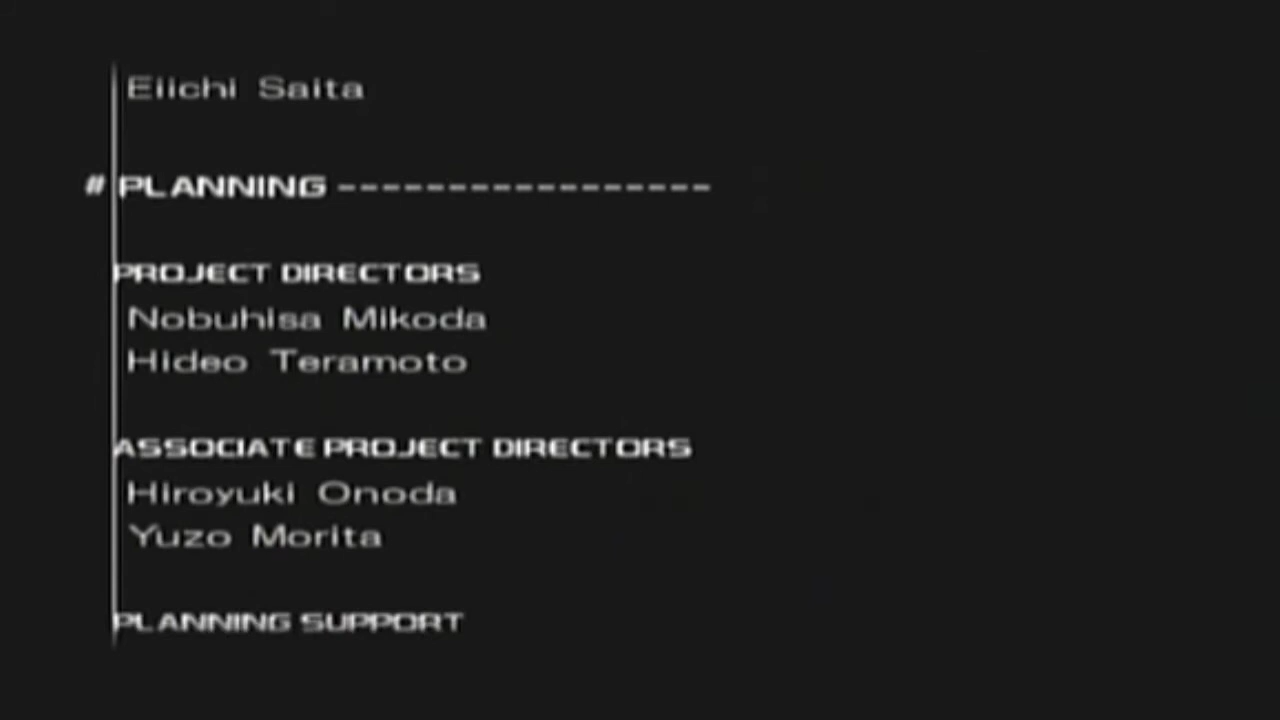 Eiichi Saita
# PLANNING -----------------
PROJECT DIRECTORS
Nobuhisa Mikoda
Hideo Teramoto
ASSOCIATE PROJECT DIRECTORS
Hiroyuki Onoda
Yuzo Morita
PLANNING SUPPORT